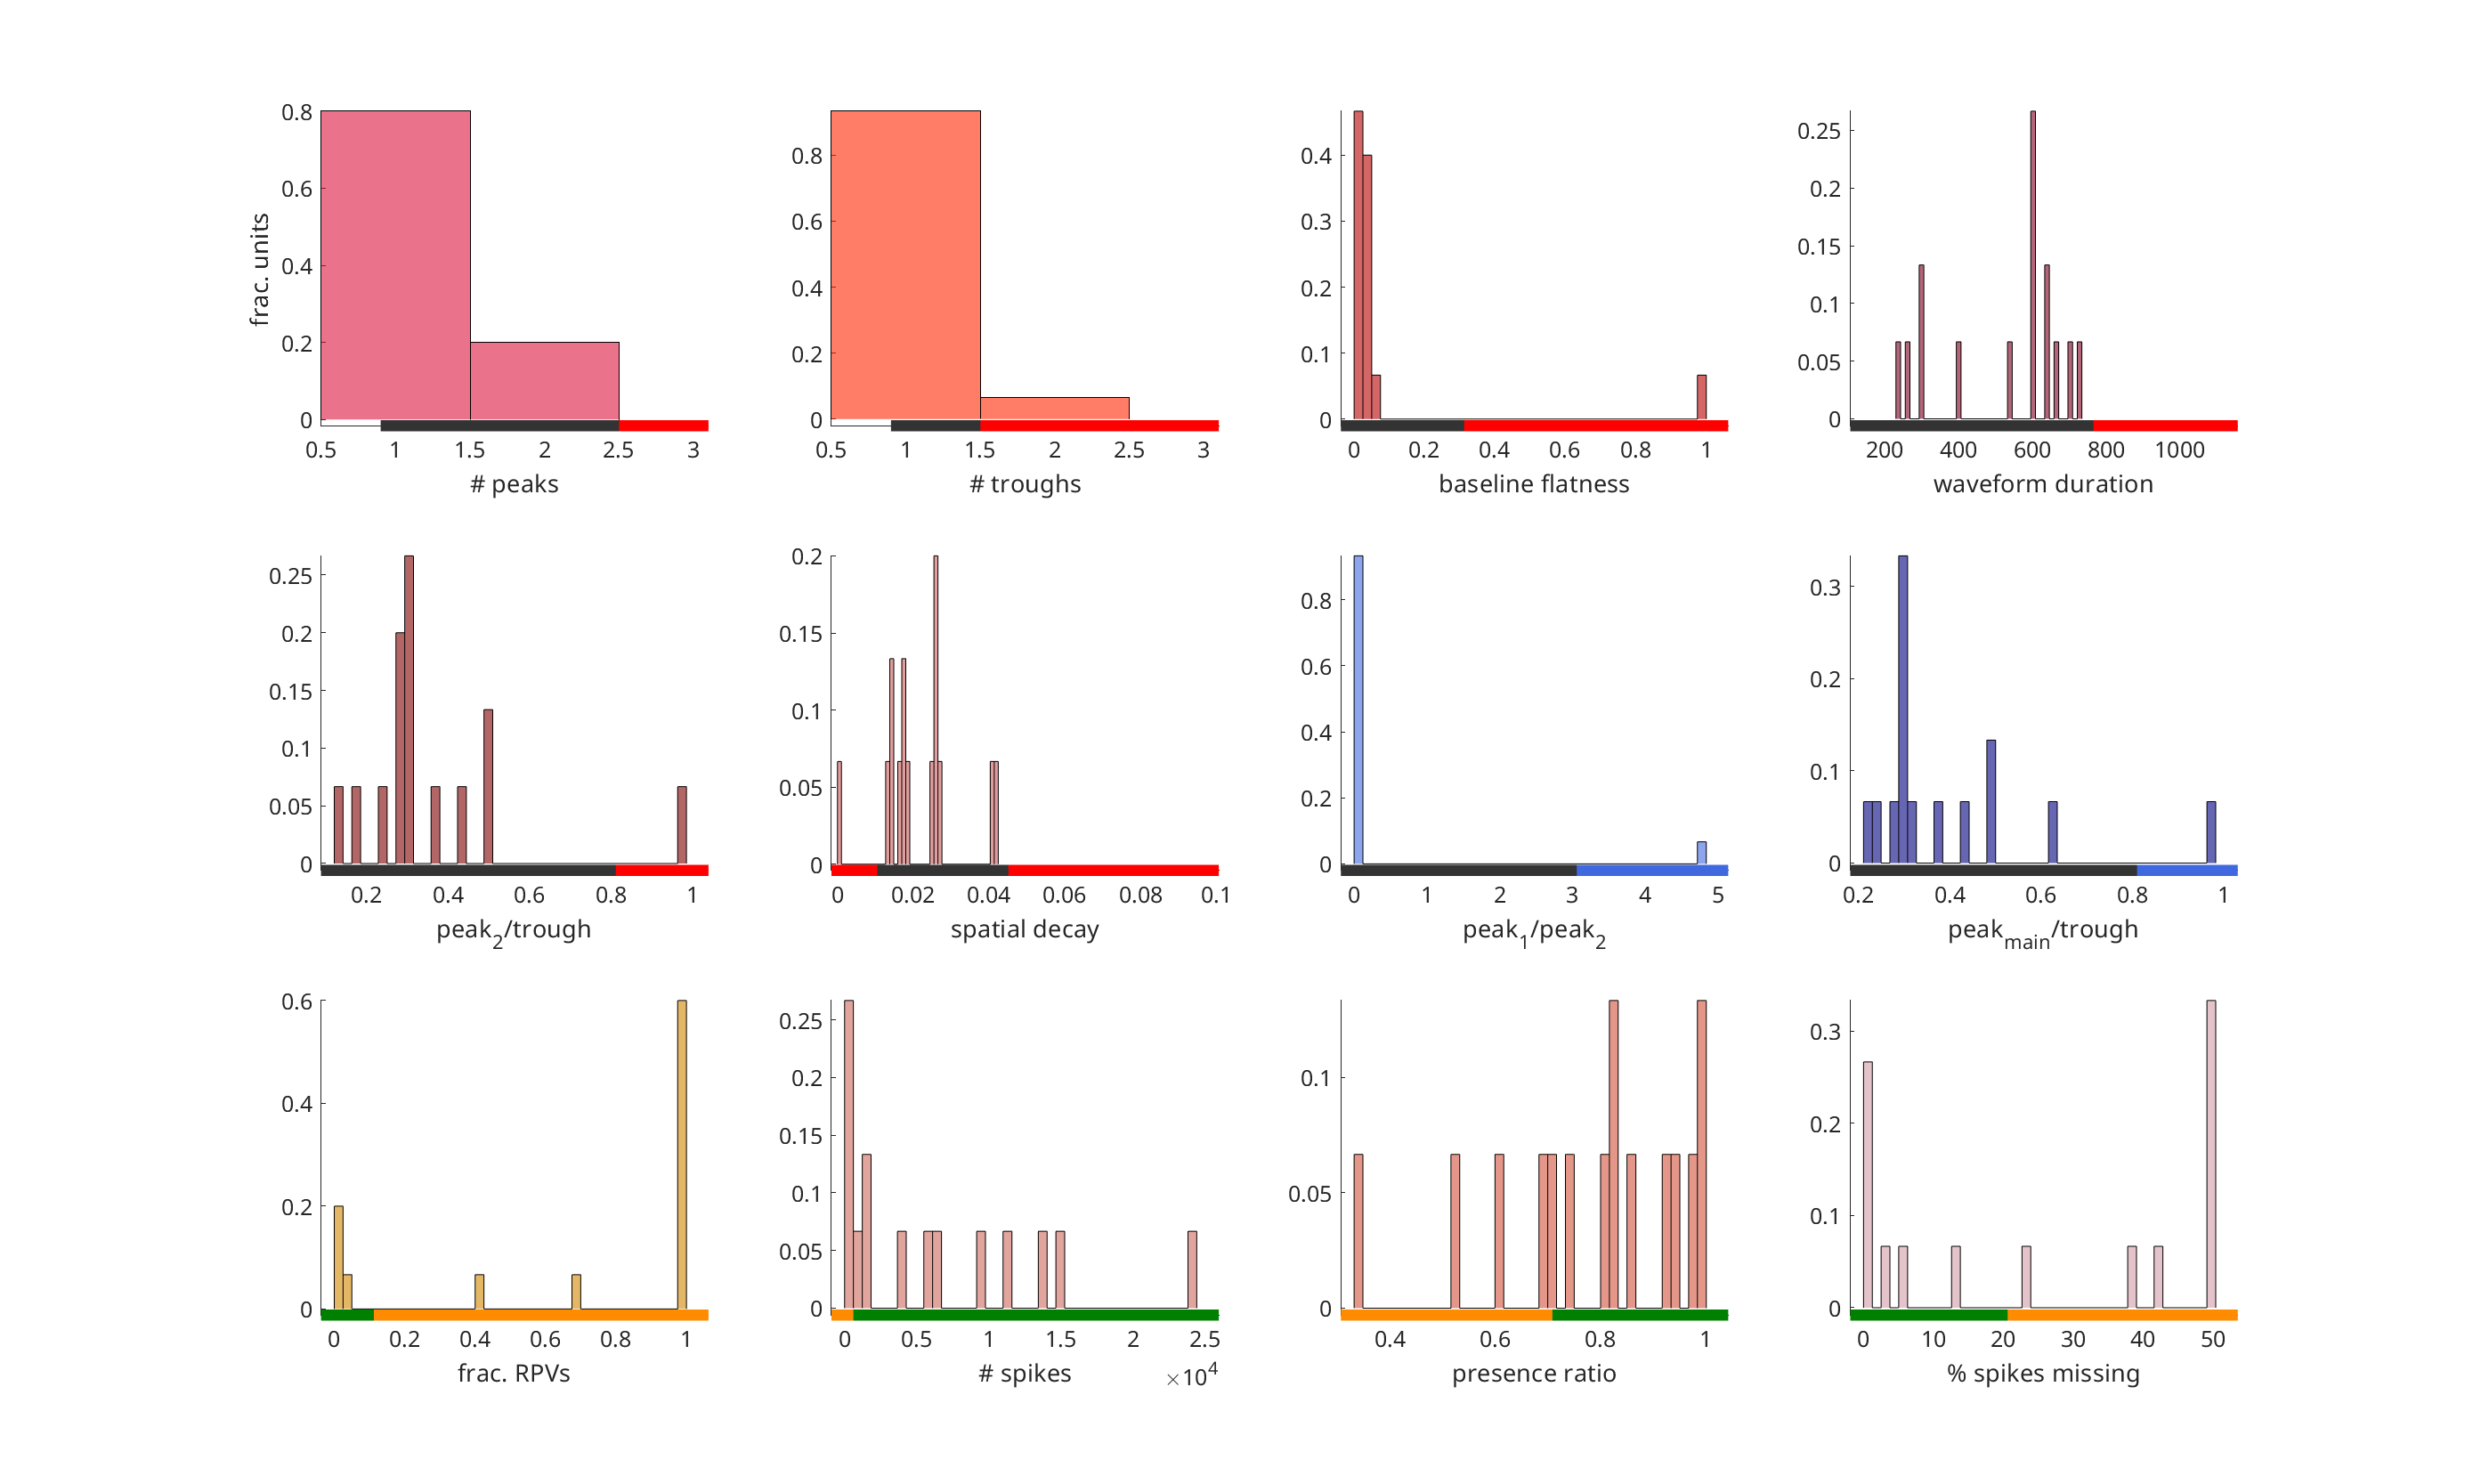 frac. units
0.8
0.6
0.4
0.2
0
0.5 1 1.5 2 2.5 3
# peaks
0.8
0.6
0.4
0.2
0
0.5 1 1.5 2 2.5 3
# troughs
0.4
0.3
0.2
0.1
0
0 0.2 0.4 0.6 0.8 1
baseline flatness
0.25
0.2
0.15
0.1
0.05
0
200 400 600 800 1000
waveform duration
0.25
0.2
0.15
0.1
0.05
0
0.2 0.4 0.6 0.8 1
peak2/trough
0.2
0.15
0.1
0.05
0
0 0.02 0.04 0.06 0.08 0.1
spatial decay
0.8
0.6
0.4
0.2
0
0 1 2 3 4 5
peak1/peak2
0.3
0.2
0.1
0
0.2 0.4 0.6 0.8 1
peakmain/trough
0.6
0.4
0.2
0
0 0.2 0.4 0.6 0.8 1
frac. RPVs
0.25
0.2
0.15
0.1
0.05
0
0 0.5 1 1.5 2 2.5
# spikes
×10^4
0.1
0.05
0
0.4 0.6 0.8 1
presence ratio
0.3
0.2
0.1
0
0 10 20 30 40 50
% spikes missing